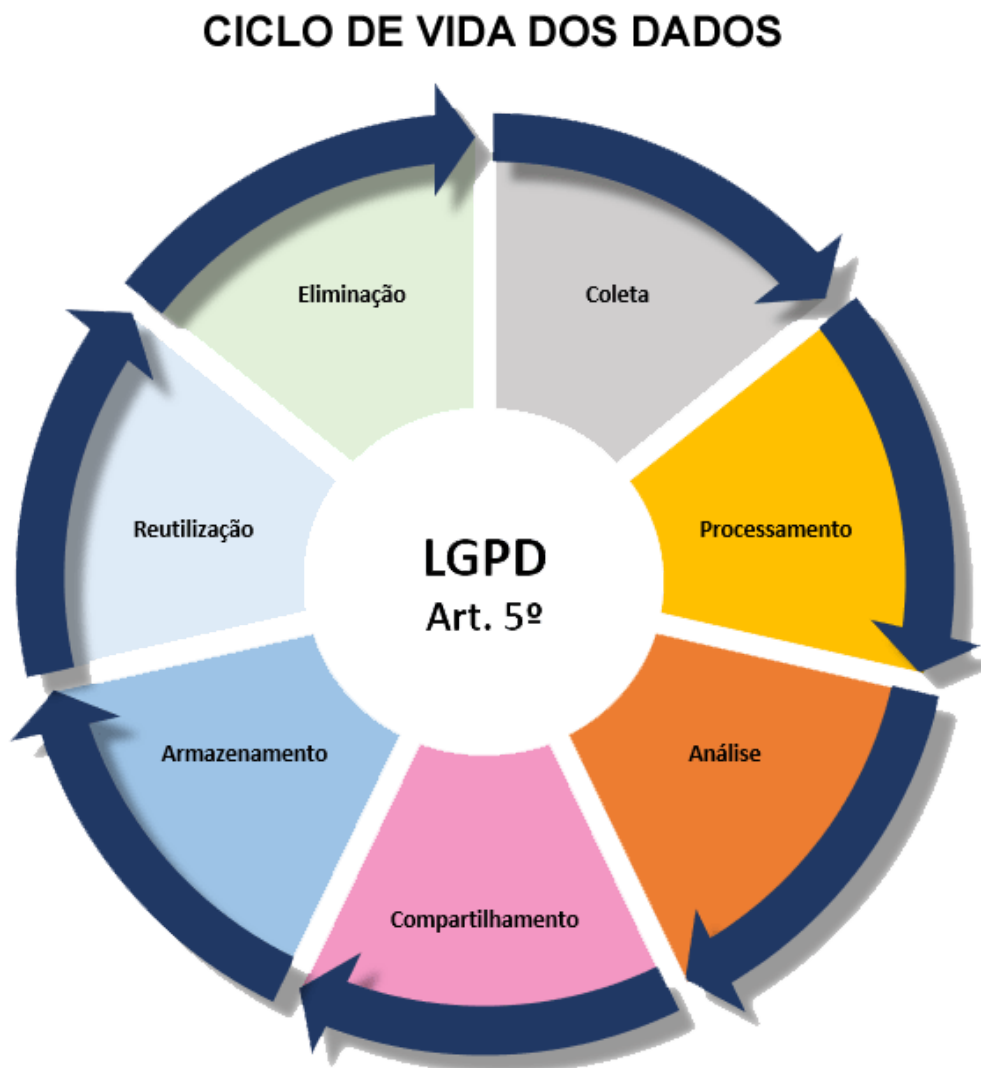 CICLO DE VIDA DOS DADOS
Eliminação
Coleta
Reutilização
Processamento
LGPD
Art. 5º
Armazenamento
Análise
Compartilhamento